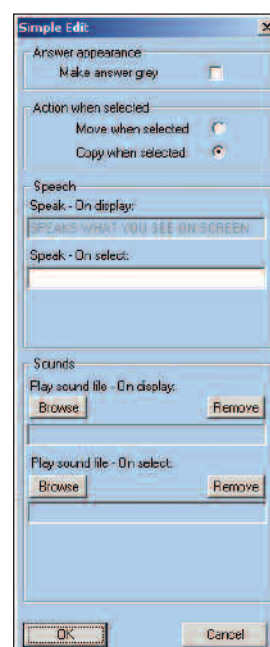 Simple Edit
Answer appearance
Make answer grey
Action when selected
Move when selected
Copy when selected
Speech
Speak - On display:
SPEAKS WHAT YOU SEE ON SCREEN
Speak - On select:
Sounds
Play sound file - On display:
Browse Remove
Play sound file - On select:
Browse Remove
OK Cancel